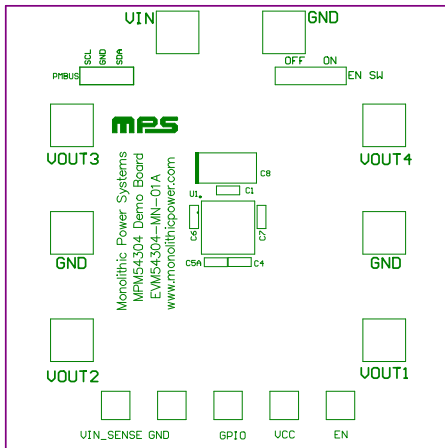 VIN
GND
SCL
GND
SDA
PMBUS
OFF ON
EN SW
MPS
VOUT3
VOUT4
Monolithic Power Systems
MPM54304 Demo Board
EVM54304-MN-01A
www.monolithicpower.com
C8
C1
U1
C6
C7
C5A
C4
GND
GND
VOUT2
VOUT1
VIN_SENSE GND GPIO VCC EN